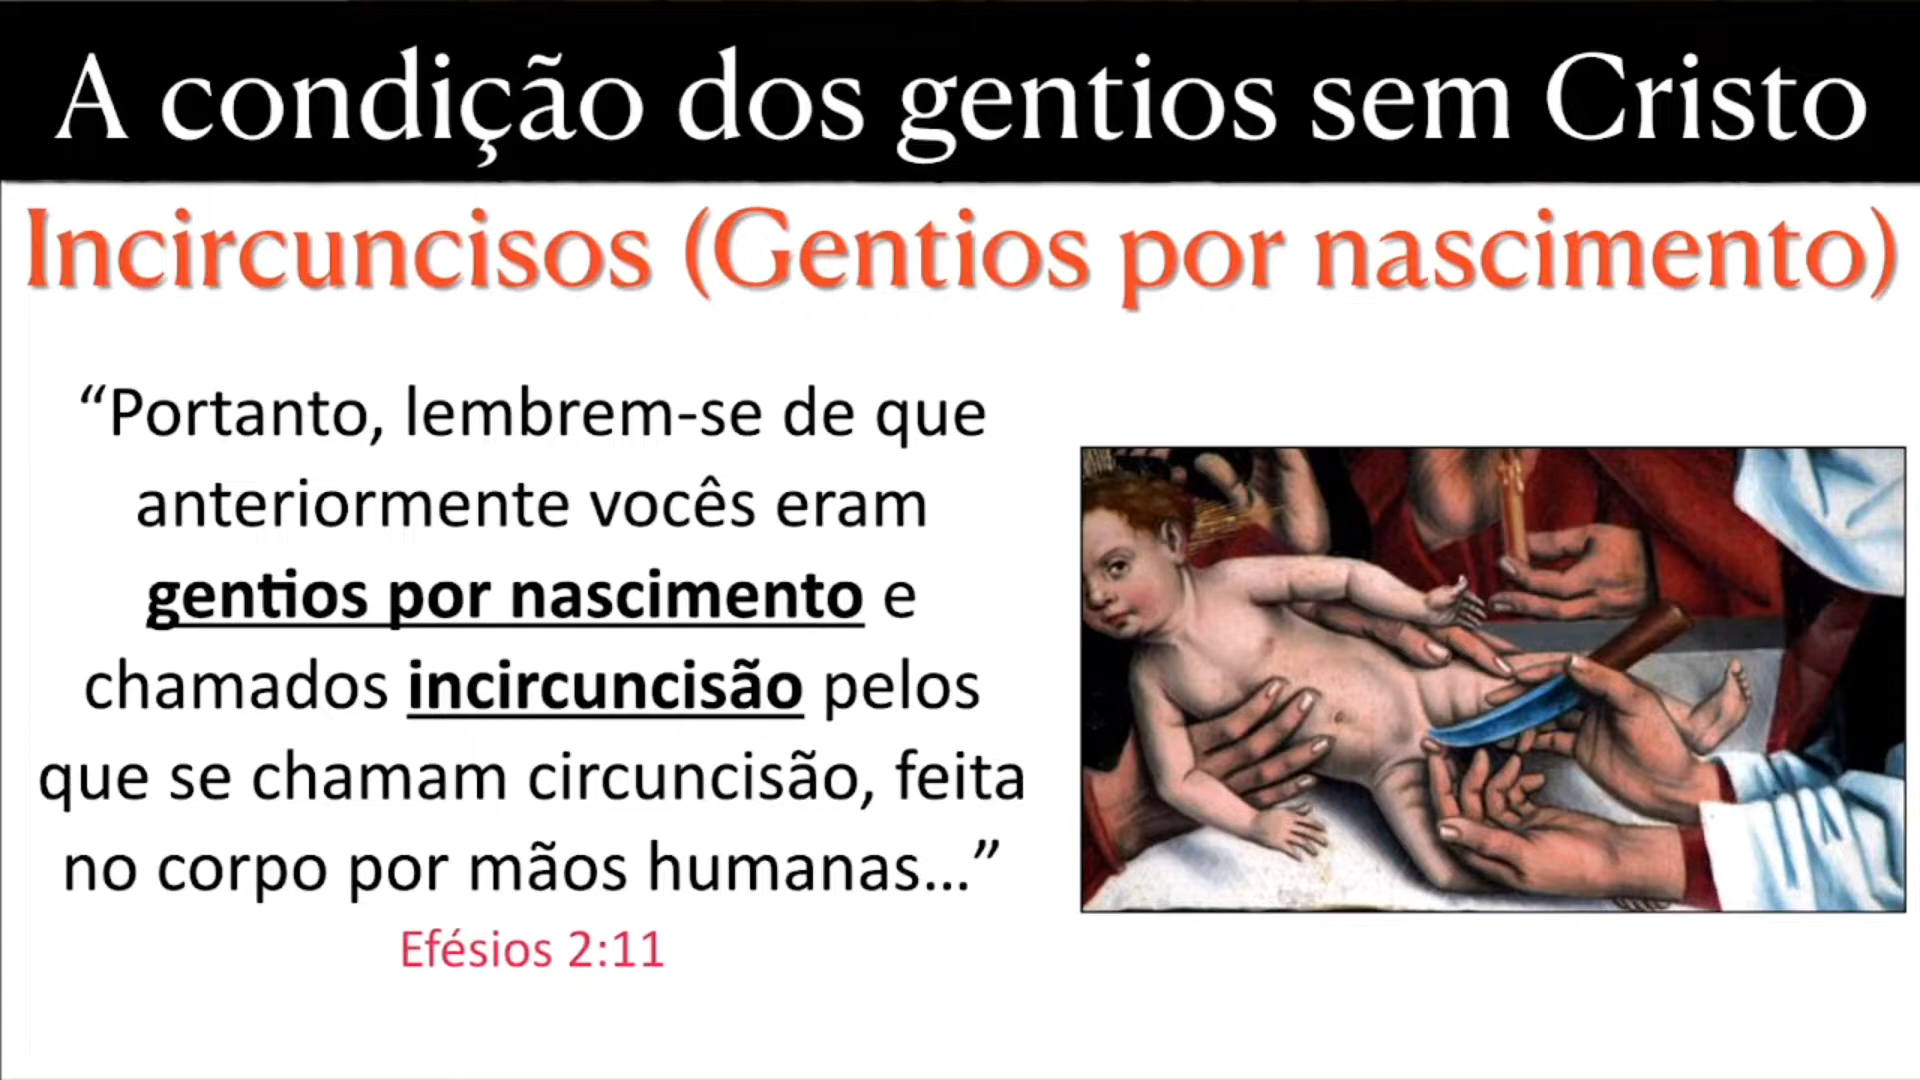 A condição dos gentios sem Cristo
Incircuncisos (Gentios por nascimento)
“Portanto, lembrem-se de que
anteriormente vocês eram
gentios por nascimento e
chamados incircuncisão pelos
que se chamam circuncisão, feita
no corpo por mãos humanas...”
Efésios 2:11